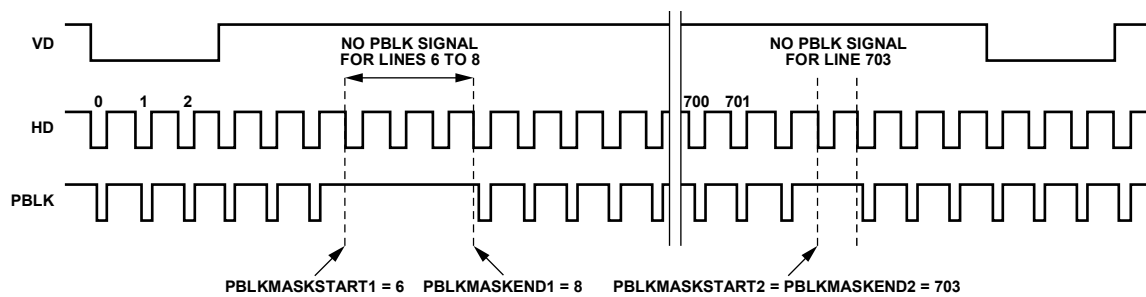 VD
NO PBLK SIGNAL
FOR LINES 6 TO 8
NO PBLK SIGNAL
FOR LINE 703
0 1 2 700 701
HD
PBLK
PBLKMASKSTART1 = 6 PBLKMASKEND1 = 8 PBLKMASKSTART2 = PBLKMASKEND2 = 703